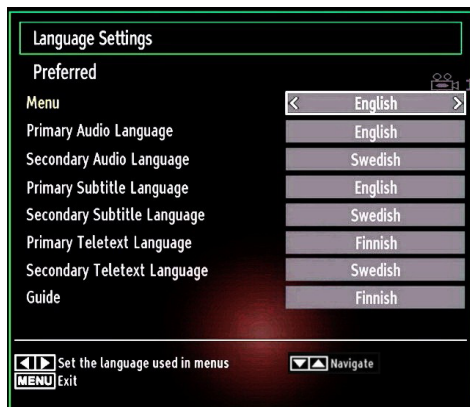 Language Settings
Preferred
Menu English
Primary Audio Language English
Secondary Audio Language Swedish
Primary Subtitle Language English
Secondary Subtitle Language Swedish
Primary Teletext Language Finnish
Secondary Teletext Language Swedish
Guide Finnish
Set the language used in menus Navigate
MENU Exit